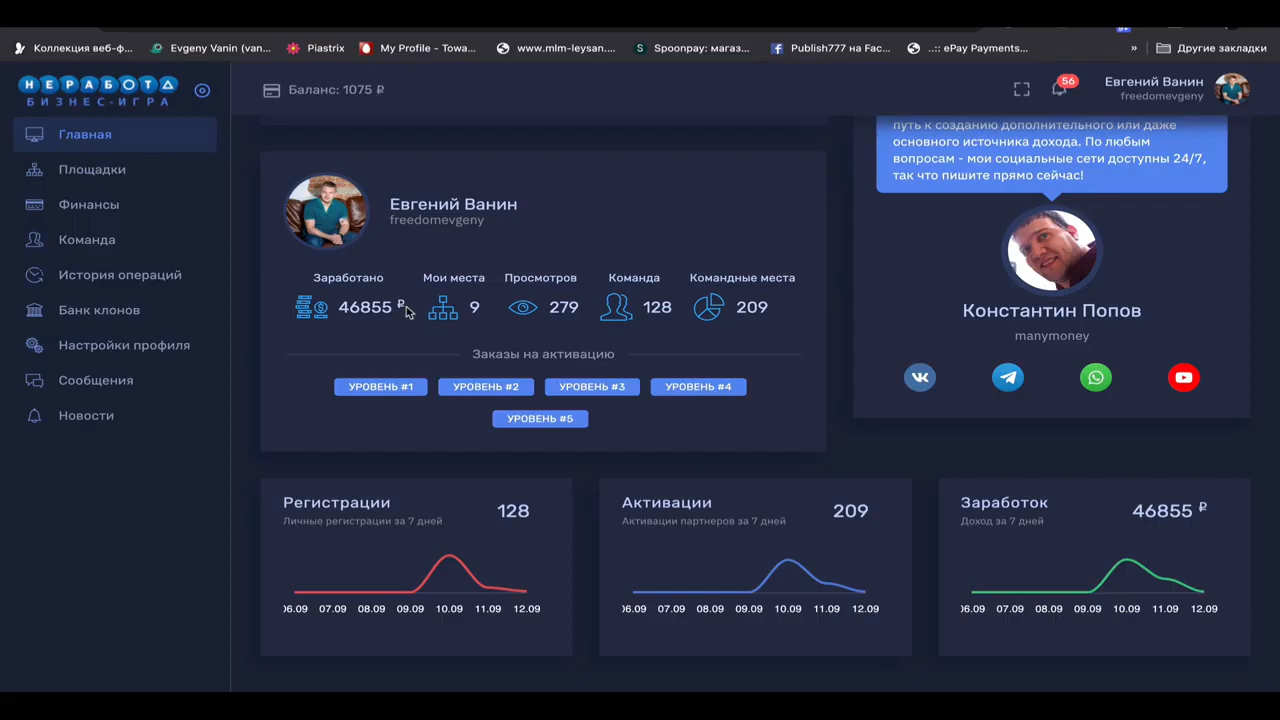 Коллекция веб-ф... Evgeny Vanin (van... Piastrix My Profile - Towa... www.mlm-leysan.... Spoonpay: магаз... Publish777 на Fac... ..:: ePay Payments... » Другие закладки
НЕРАБОТА
БИЗНЕС-ИГРА
Баланс: 1075 ₽
56
Евгений Ванин
freedomevgeny
Главная
Площадки
Финансы
Команда
История операций
Банк клонов
Настройки профиля
Сообщения
Новости
Евгений Ванин
freedomevgeny
Заработано Мои места Просмотров Команда Командные места
46855 ₽ 9 279 128 209
Заказы на активацию
УРОВЕНЬ #1 УРОВЕНЬ #2 УРОВЕНЬ #3 УРОВЕНЬ #4
УРОВЕНЬ #5
путь к созданию дополнительного или даже
основного источника дохода. По любым
вопросам - мои социальные сети доступны 24/7,
так что пишите прямо сейчас!
Константин Попов
manymoney
Регистрации 128
Личные регистрации за 7 дней
06.09 07.09 08.09 09.09 10.09 11.09 12.09
Активации 209
Активации партнеров за 7 дней
06.09 07.09 08.09 09.09 10.09 11.09 12.09
Заработок 46855 ₽
Доход за 7 дней
06.09 07.09 08.09 09.09 10.09 11.09 12.09